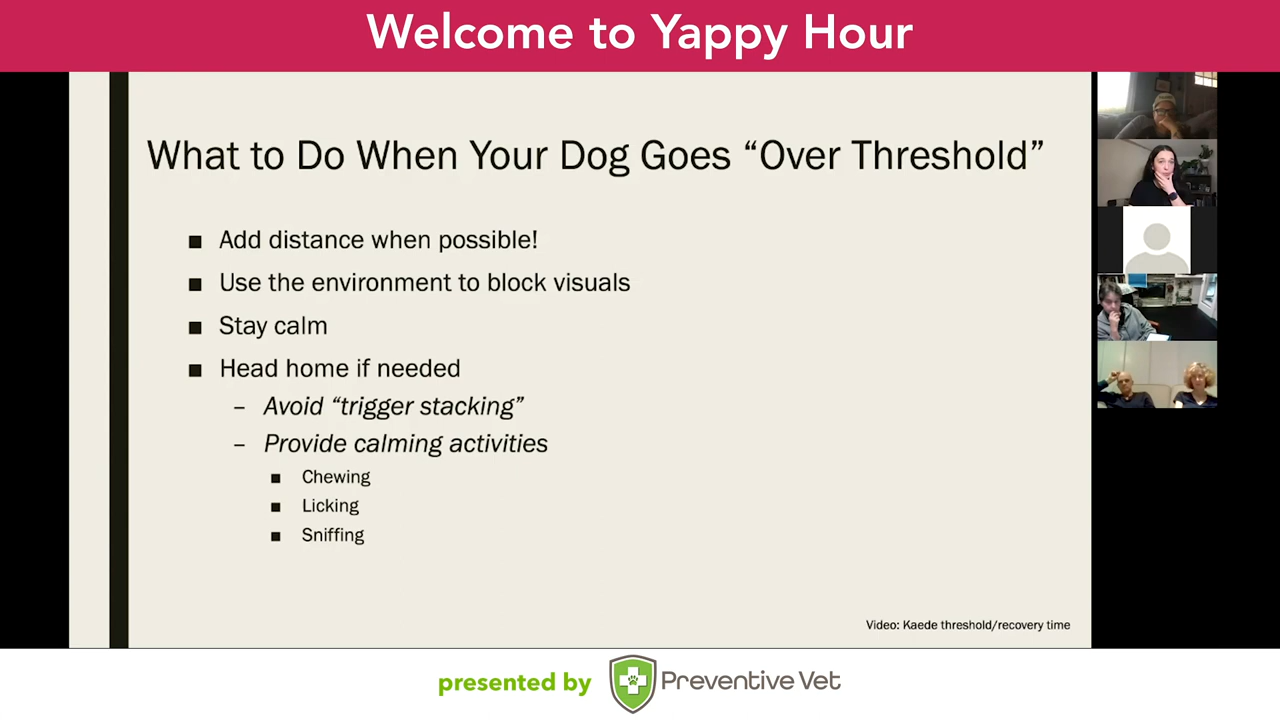 Welcome to Yappy Hour
What to Do When Your Dog Goes “Over Threshold”
■ Add distance when possible!
■ Use the environment to block visuals
■ Stay calm
■ Head home if needed
– Avoid “trigger stacking”
– Provide calming activities
■ Chewing
■ Licking
■ Sniffing
Video: Kaede threshold/recovery time
presented by Preventive Vet